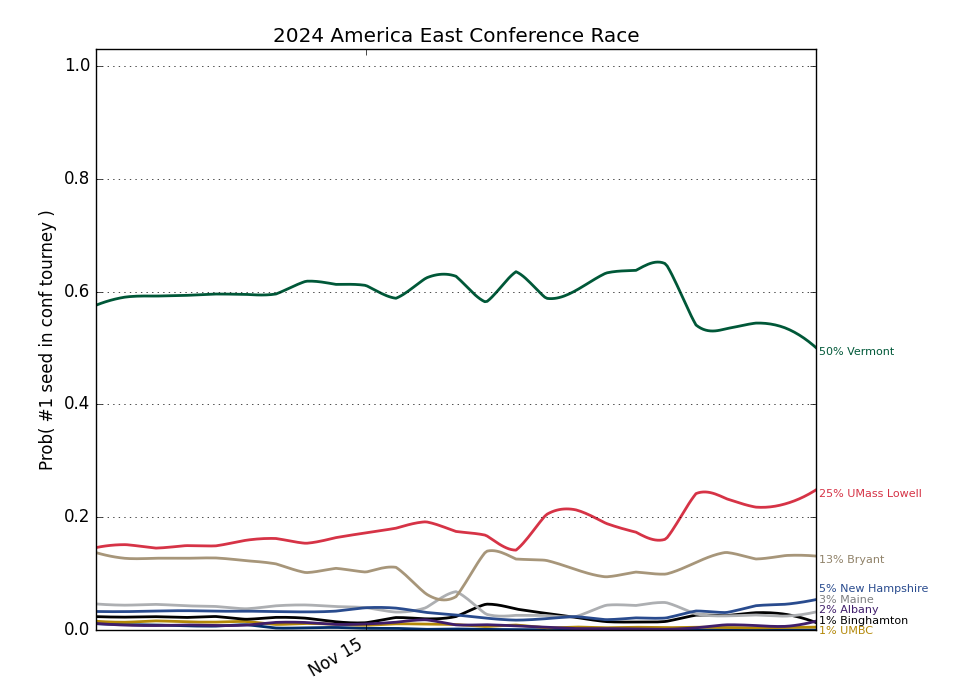 2024 America East Conference Race
Prob( #1 seed in conf tourney )
1.0
0.8
0.6
0.4
0.2
0.0
Nov 15
50% Vermont
25% UMass Lowell
13% Bryant
5% New Hampshire
3% Maine
2% Albany
1% Binghamton
1% UMBC